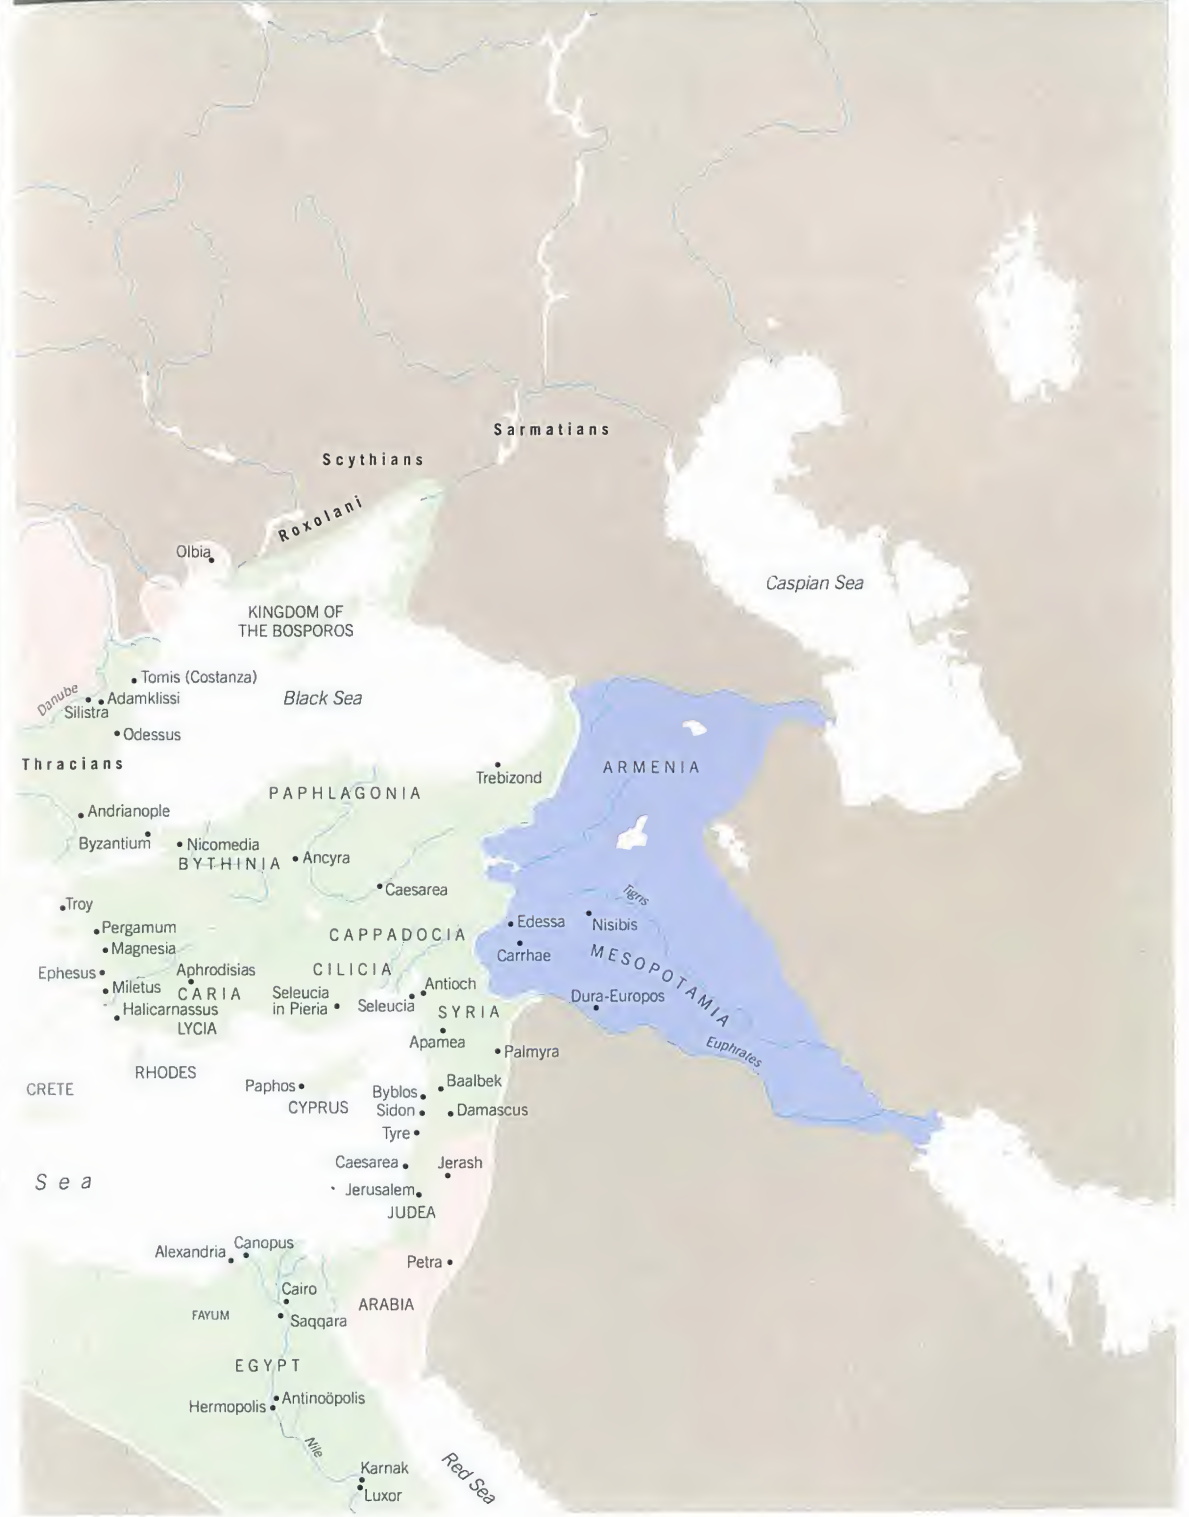 Sarmatians
Scythians
Roxolani
Olbia
Caspian Sea
KINGDOM OF
THE BOSPOROS
Tomis (Costanza)
Danube
Adamklissi
Silistra
Black Sea
Odessus
Thracians
Trebizond
ARMENIA
PAPHLAGONIA
Andrianople
Byzantium
Nicomedia
BYTHINIA
Ancyra
Caesarea
Tigris
Troy
Pergamum
Magnesia
CAPPADOCIA
Edessa
Nisibis
Carrhae
MESOPOTAMIA
Ephesus
Aphrodisias
CILICIA
Miletus
CARIA
Seleucia
in Pieria
Seleucia
Antioch
Dura-Europos
Halicarnassus
LYCIA
SYRIA
Apamea
Palmyra
Euphrates
RHODES
CRETE
Paphos
CYPRUS
Byblos
Baalbek
Sidon
Damascus
Tyre
Caesarea
Jerash
Sea
Jerusalem
JUDEA
Alexandria
Canopus
Petra
Cairo
ARABIA
FAYUM
Saqqara
EGYPT
Antinoöpolis
Hermopolis
Nile
Karnak
Red Sea
Luxor